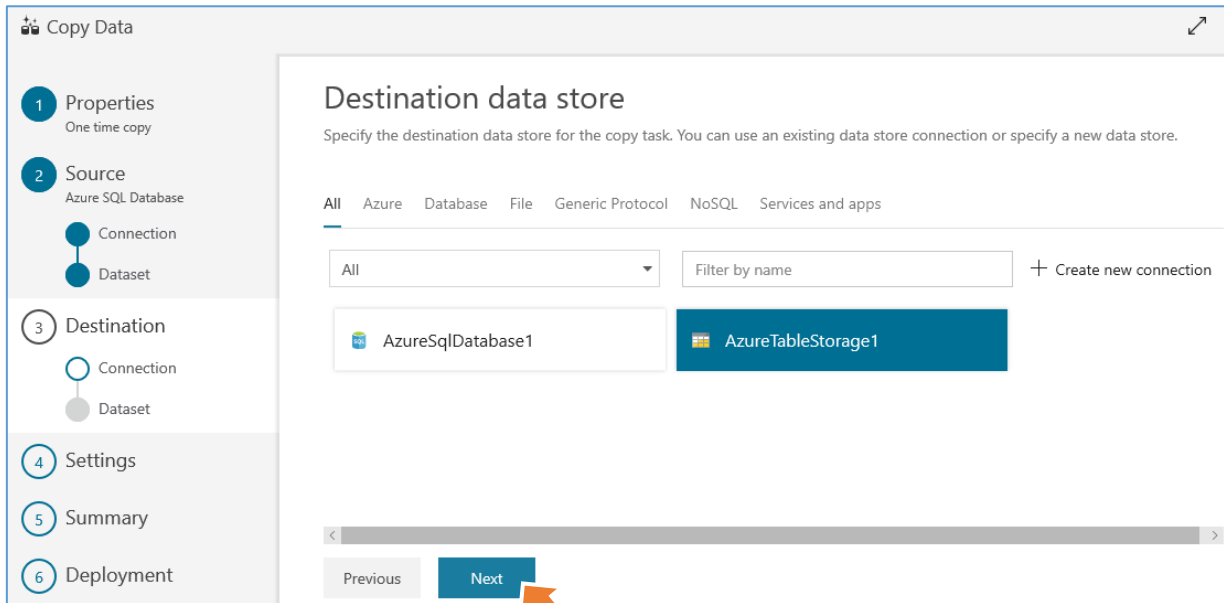 Copy Data
1 Properties
One time copy
2 Source
Azure SQL Database
Connection
Dataset
3 Destination
Connection
Dataset
4 Settings
5 Summary
6 Deployment
Destination data store
Specify the destination data store for the copy task. You can use an existing data store connection or specify a new data store.
All Azure Database File Generic Protocol NoSQL Services and apps
All Filter by name + Create new connection
SQL AzureSqlDatabase1 AzureTableStorage1
Previous Next